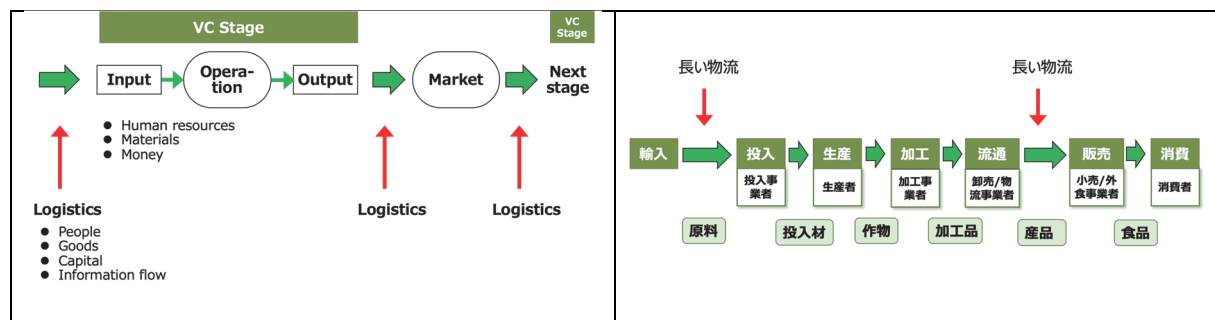 VC Stage
VC
Stage
Input
Opera-
tion
Output
Market
Next
stage
● Human resources
● Materials
● Money
Logistics
Logistics
Logistics
● People
● Goods
● Capital
● Information flow
長い物流
長い物流
輸入
投入
生産
加工
流通
販売
消費
投入事
業者
生産者
加工事
業者
卸売/物
流事業者
小売/外
食事業者
消費者
原料
投入材
作物
加工品
産品
食品